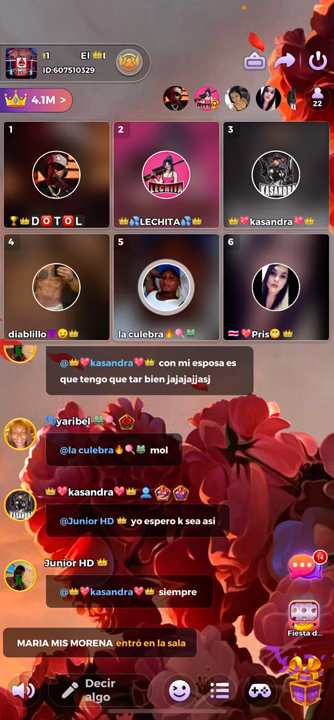 El
ID:607510329
4.1M >
22
1
2
3
LECHITA
KASANDRA
🏆👑DOTOL
👑💦LECHITA💦👑
👑💖kasandra💖👑
4
5
6
diablillo😈😉👑
la culebra🔥🍭🐸
🇨🇷💖Pris😷👑
@👑💖kasandra💖👑 con mi esposa es
que tengo que tar bien jajajajjasj
👣yaribel
@la culebra🔥🍭🐸 mol
👑💖kasandra💖👑
@Junior HD 👑 yo espero k sea asi
Junior HD 👑
@👑💖kasandra💖👑 siempre
14
Fiesta d...
MARIA MIS MORENA entró en la sala
Decir
algo